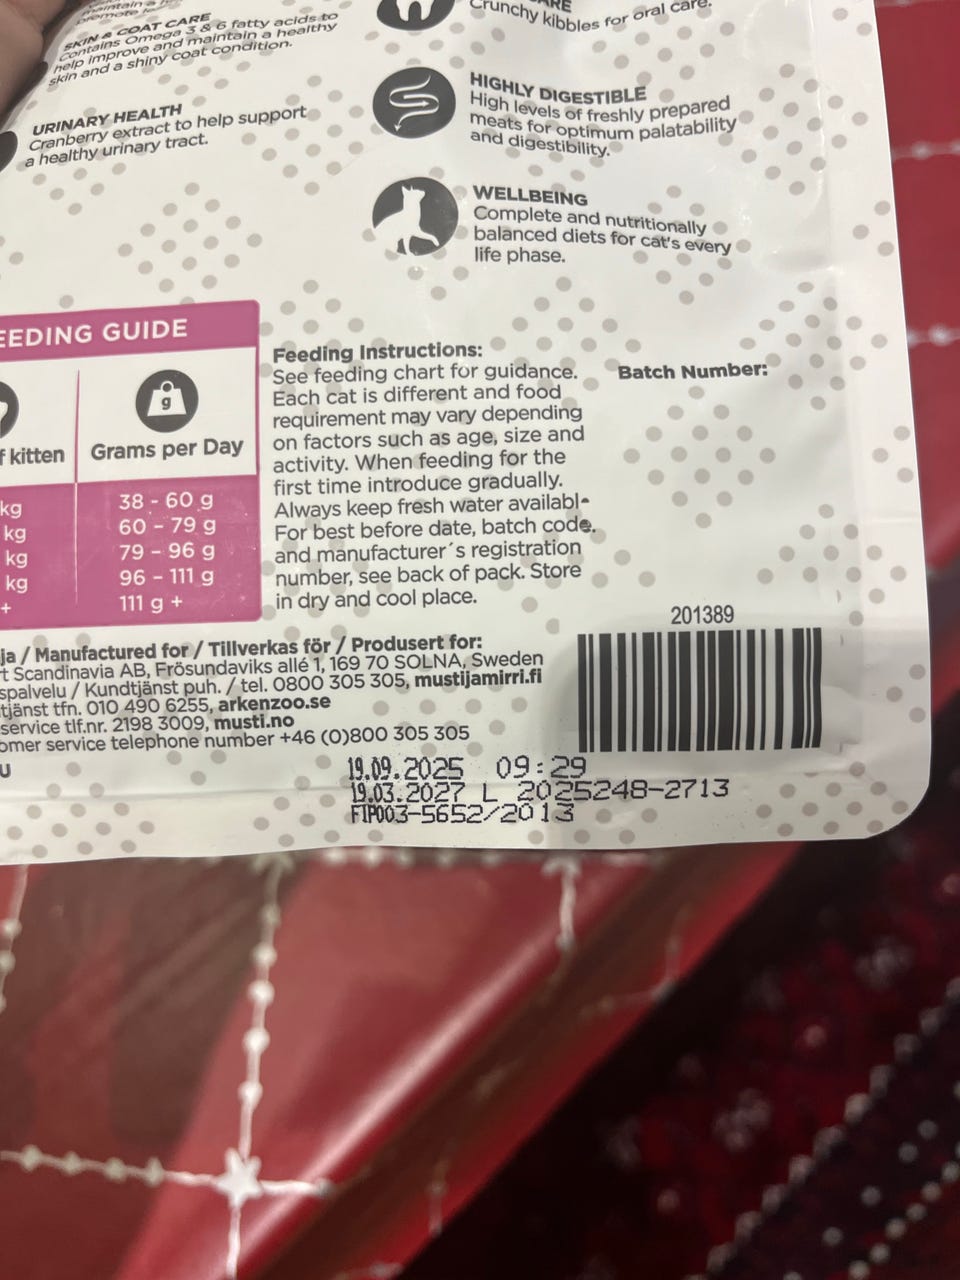 SKIN & COAT CARE
Contains Omega 3 & 6 fatty acids to
help improve and maintain a healthy
skin and a shiny coat condition.
URINARY HEALTH
Cranberry extract to help support
a healthy urinary tract.
Crunchy kibbles for oral care.
HIGHLY DIGESTIBLE
High levels of freshly prepared
meats for optimum palatability
and digestibility.
WELLBEING
Complete and nutritionally
balanced diets for cat's every
life phase.
EEDING GUIDE
g
f kitten
Grams per Day
kg 38 - 60 g
kg 60 - 79 g
kg 79 - 96 g
kg 96 - 111 g
+ 111 g +
Feeding Instructions:
See feeding chart for guidance.
Each cat is different and food
requirement may vary depending
on factors such as age, size and
activity. When feeding for the
first time introduce gradually.
Always keep fresh water available
For best before date, batch code.
and manufacturer´s registration
number, see back of pack. Store
in dry and cool place.
Batch Number:
201389
ja / Manufactured for / Tillverkas för / Produsert for:
t Scandinavia AB, Frösundaviks allé 1, 169 70 SOLNA, Sweden
spalvelu / Kundtjänst puh. / tel. 0800 305 305, mustijamirri.fi
tjänst tfn. 010 490 6255, arkenzoo.se
service tlf.nr. 2198 3009, musti.no
omer service telephone number +46 (0)800 305 305
U
19.09.2025 09:29
19.03.2027 L 2025248-2713
FIP003-5652/2013